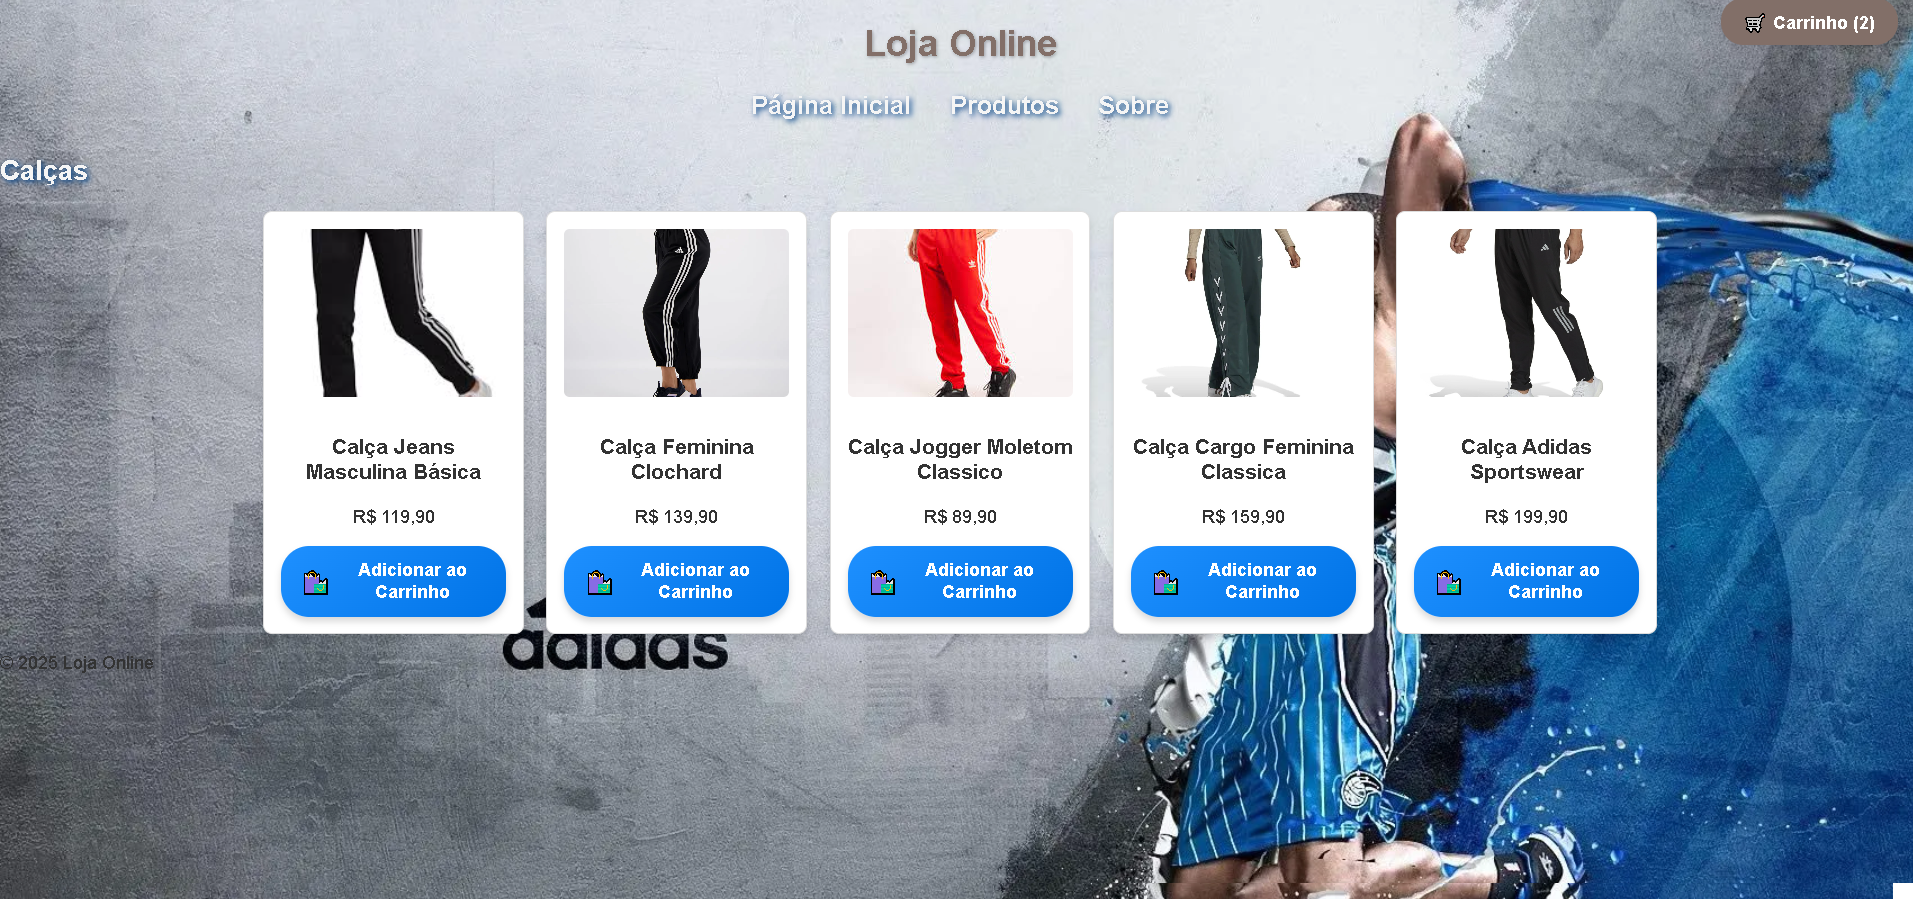 Carrinho (2)
Loja Online
Página Inicial Produtos Sobre
Calças
Calça Jeans
Masculina Básica
R$ 119,90
Adicionar ao
Carrinho
Calça Feminina
Clochard
R$ 139,90
Adicionar ao
Carrinho
Calça Jogger Moletom
Classico
R$ 89,90
Adicionar ao
Carrinho
Calça Cargo Feminina
Classica
R$ 159,90
Adicionar ao
Carrinho
Calça Adidas
Sportswear
R$ 199,90
Adicionar ao
Carrinho
adidas
© 2025 Loja Online